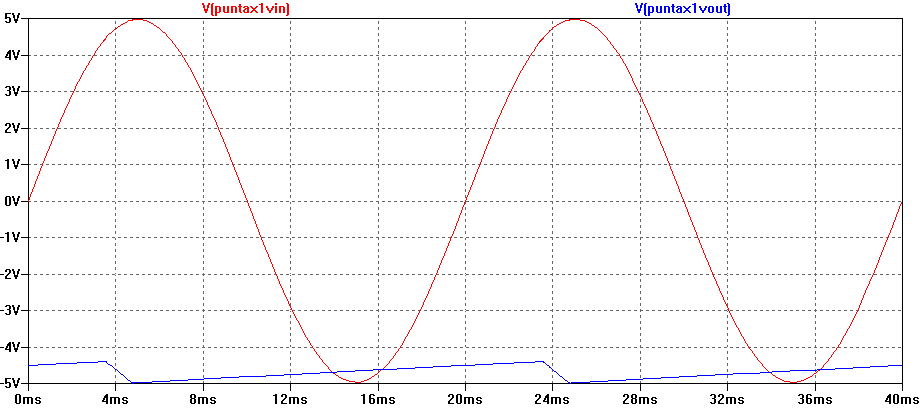 V(puntax1vin) V(puntax1vout)
5V
4V
3V
2V
1V
0V
-1V
-2V
-3V
-4V
-5V
0ms 4ms 8ms 12ms 16ms 20ms 24ms 28ms 32ms 36ms 40ms